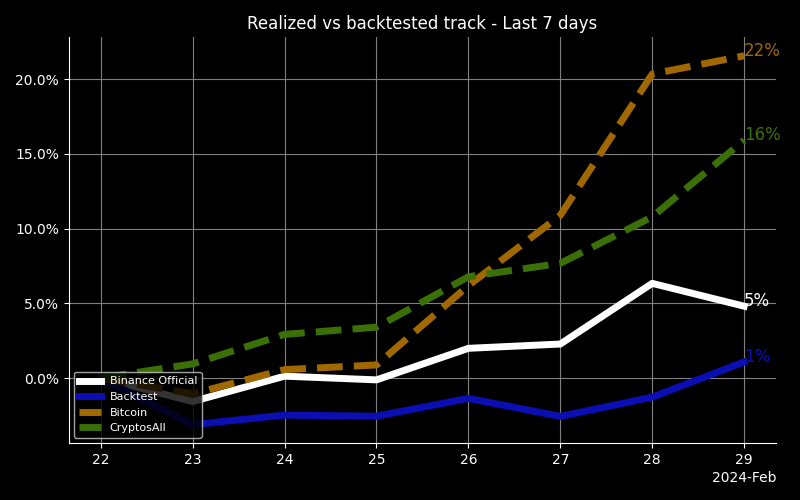 Realized vs backtested track - Last 7 days
22%
20.0%
16%
15.0%
10.0%
5.0%
5%
1%
0.0%
Binance Official
Backtest
Bitcoin
CryptosAll
22 23 24 25 26 27 28 29
2024-Feb